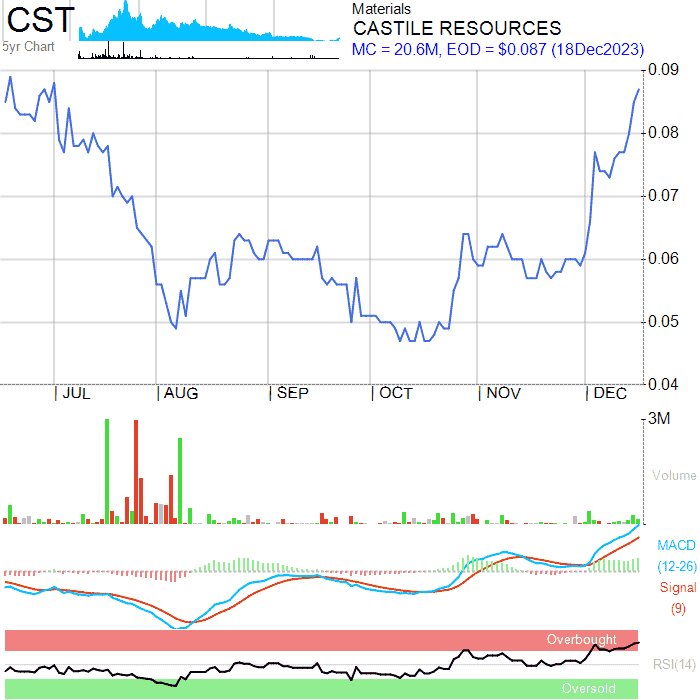 CST
5yr Chart
Materials
CASTILE RESOURCES
MC = 20.6M, EOD = $0.087 (18Dec2023)
0.09
0.08
0.07
0.06
0.05
0.04
JUL AUG SEP OCT NOV DEC
3M
Volume
MACD
(12-26)
Signal
(9)
Overbought
RSI(14)
Oversold